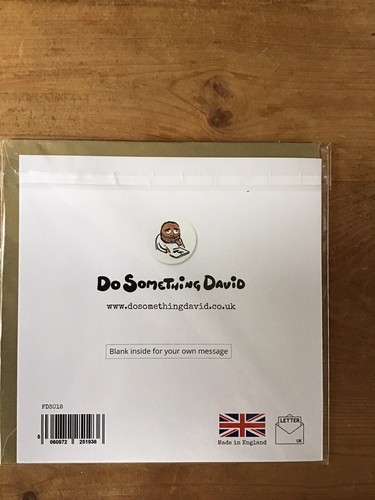 DO SOMETHING DAVID
www.dosomethingdavid.co.uk
Blank inside for your own message
FDS018
5 060872 251936
Made in England
LETTER
UK